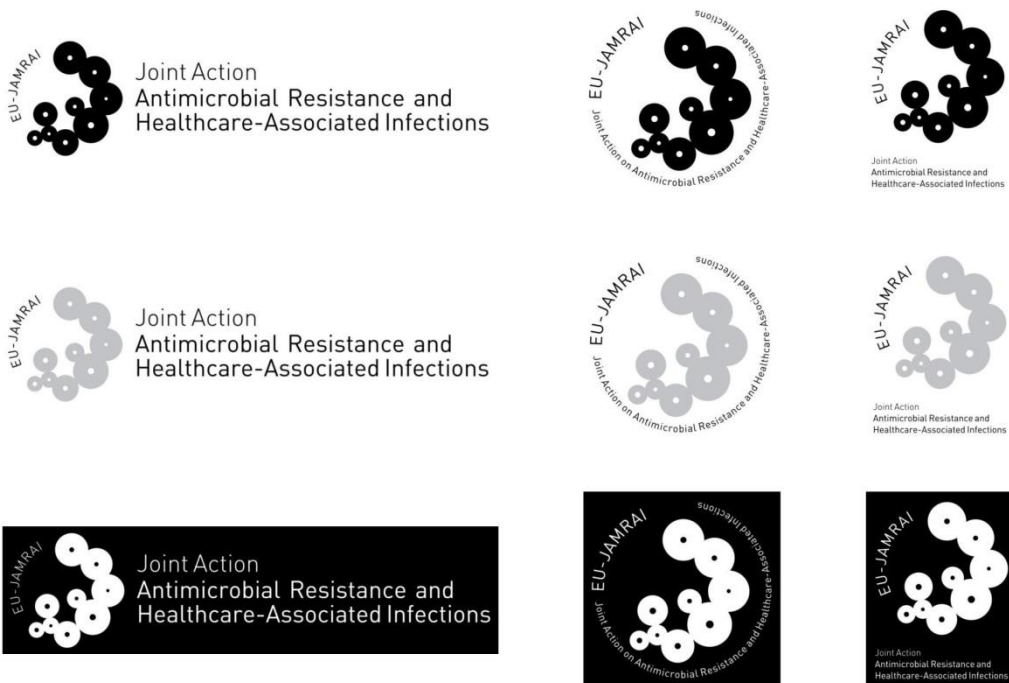 EU-JAMRAI
Joint Action
Antimicrobial Resistance and
Healthcare-Associated Infections
EU-JAMRAI
Joint Action on Antimicrobial Resistance and Healthcare-Associated Infections
EU-JAMRAI
Joint Action
Antimicrobial Resistance and
Healthcare-Associated Infections
EU-JAMRAI
Joint Action
Antimicrobial Resistance and
Healthcare-Associated Infections
EU-JAMRAI
Joint Action on Antimicrobial Resistance and Healthcare-Associated Infections
EU-JAMRAI
Joint Action
Antimicrobial Resistance and
Healthcare-Associated Infections
EU-JAMRAI
Joint Action
Antimicrobial Resistance and
Healthcare-Associated Infections
EU-JAMRAI
Joint Action on Antimicrobial Resistance and Healthcare-Associated Infections
EU-JAMRAI
Joint Action
Antimicrobial Resistance and
Healthcare-Associated Infections